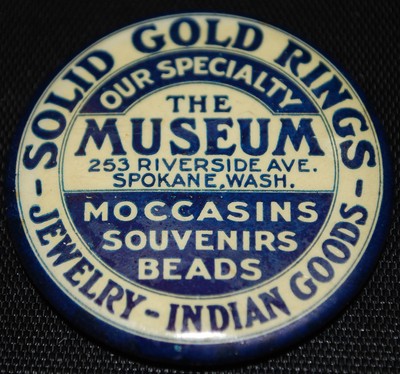 SOLID GOLD RINGS
OUR SPECIALTY
THE
MUSEUM
253 RIVERSIDE AVE.
SPOKANE, WASH.
MOCCASINS
SOUVENIRS
BEADS
- JEWELRY - INDIAN GOODS -